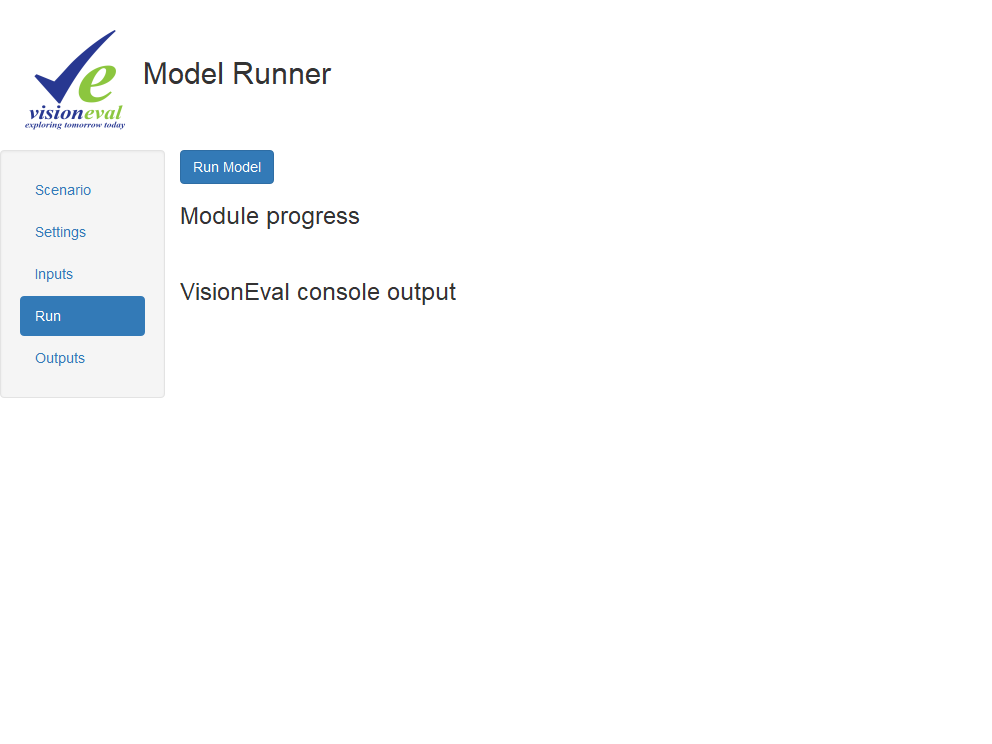 visioneval
exploring tomorrow today
Model Runner
Scenario
Settings
Inputs
Run
Outputs
Run Model
Module progress
VisionEval console output